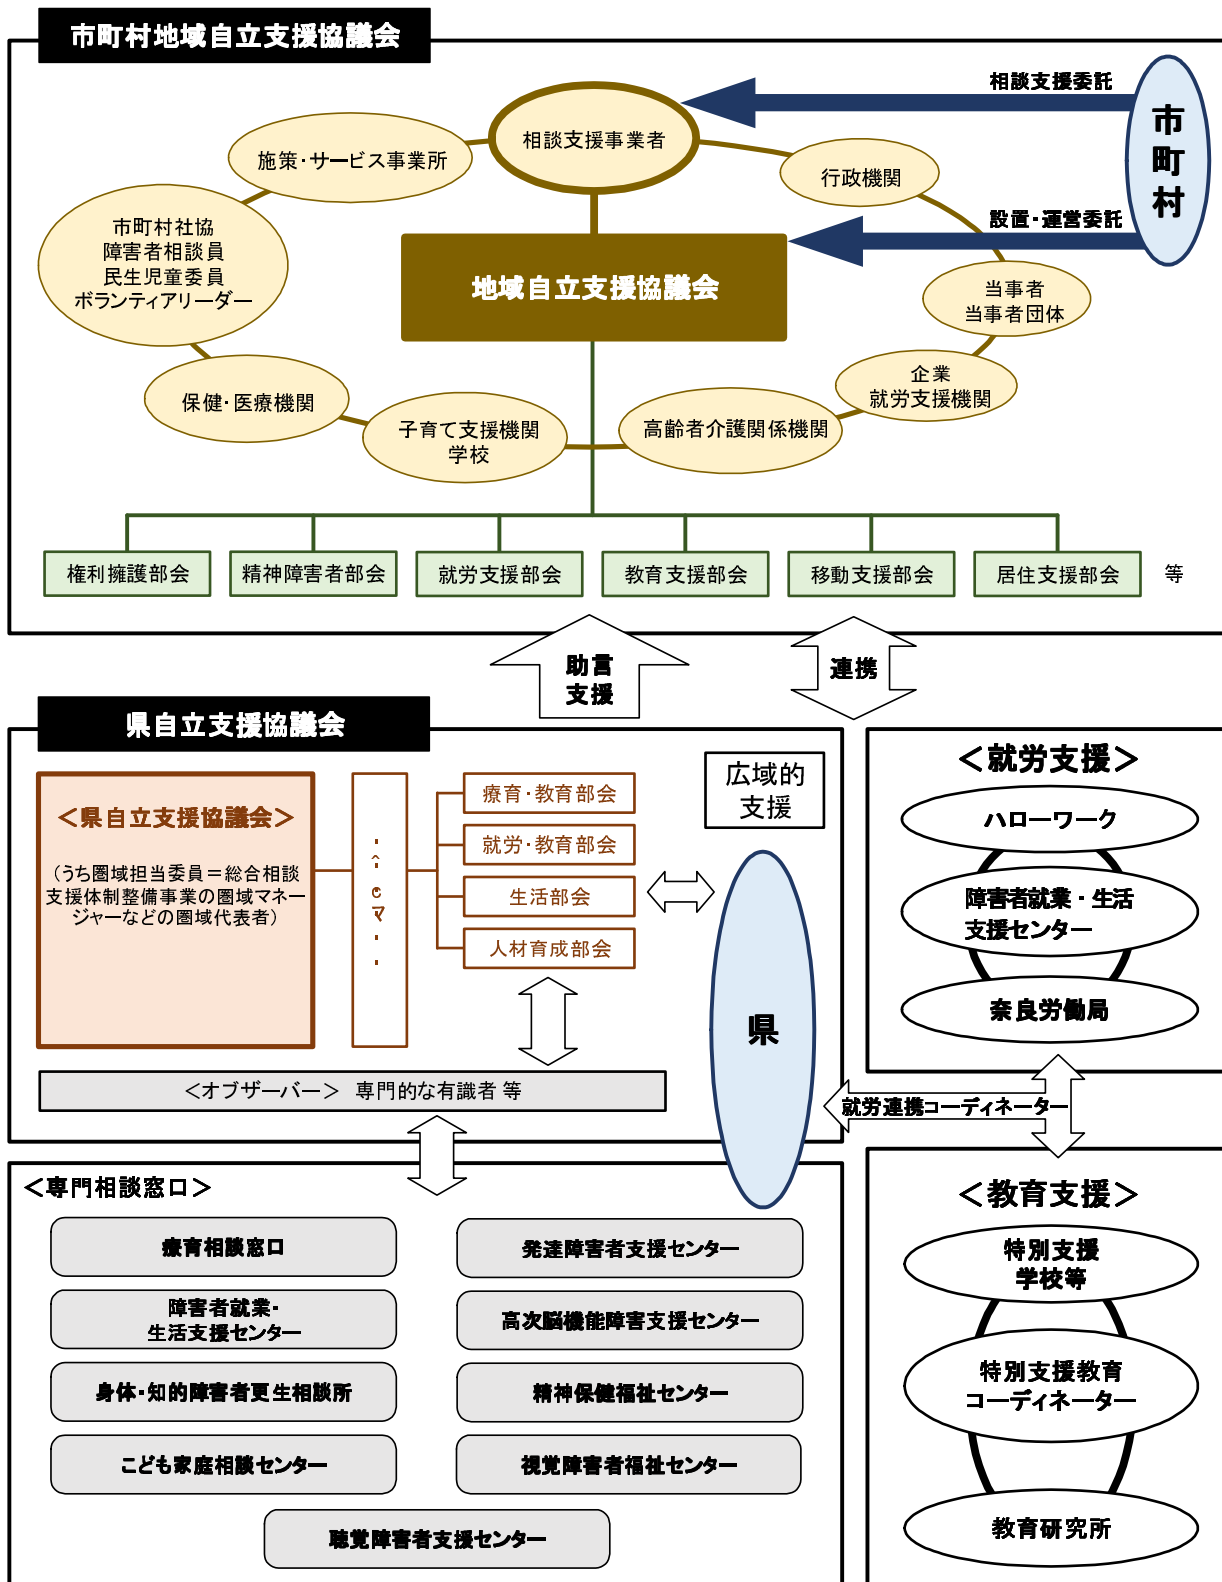 市町村地域自立支援協議会
相談支援委託
市町村
相談支援事業者
施策・サービス事業所
行政機関
市町村社協
障害者相談員
民生児童委員
ボランティアリーダー
設置・運営委託
地域自立支援協議会
当事者
当事者団体
企業
就労支援機関
保健・医療機関
子育て支援機関
学校
高齢者介護関係機関
権利擁護部会
精神障害者部会
就労支援部会
教育支援部会
移動支援部会
居住支援部会
等
助言
支援
連携
県自立支援協議会
＜県自立支援協議会＞
（うち圏域担当委員＝総合相談
支援体制整備事業の圏域マネー
ジャーなどの圏域代表者）
療育・教育部会
就労・教育部会
生活部会
人材育成部会
広域的
支援
県
＜オブザーバー＞　専門的な有識者 等
＜就労支援＞
ハローワーク
障害者就業・生活
支援センター
奈良労働局
就労連携コーディネーター
＜専門相談窓口＞
療育相談窓口
発達障害者支援センター
障害者就業・
生活支援センター
高次脳機能障害支援センター
身体・知的障害者更生相談所
精神保健福祉センター
こども家庭相談センター
視覚障害者福祉センター
聴覚障害者支援センター
＜教育支援＞
特別支援
学校等
特別支援教育
コーディネーター
教育研究所